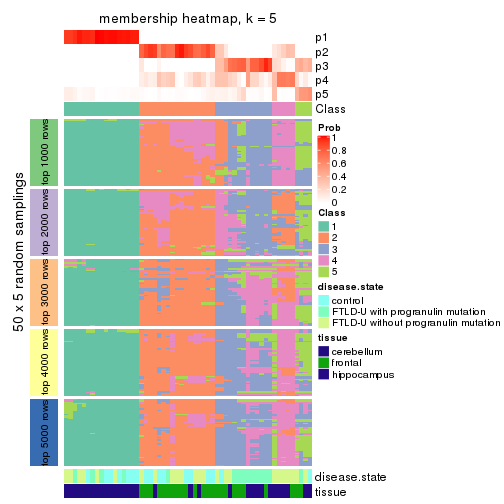 membership heatmap, k = 5
p1
p2
p3
p4
p5
Class
50 x 5 random samplings
top 1000 rows
top 2000 rows
top 3000 rows
top 4000 rows
top 5000 rows
disease.state
tissue
Prob
1
0.8
0.6
0.4
0.2
0
Class
1
2
3
4
5
disease.state
control
FTLD-U with progranulin mutation
FTLD-U without progranulin mutation
tissue
cerebellum
frontal
hippocampus